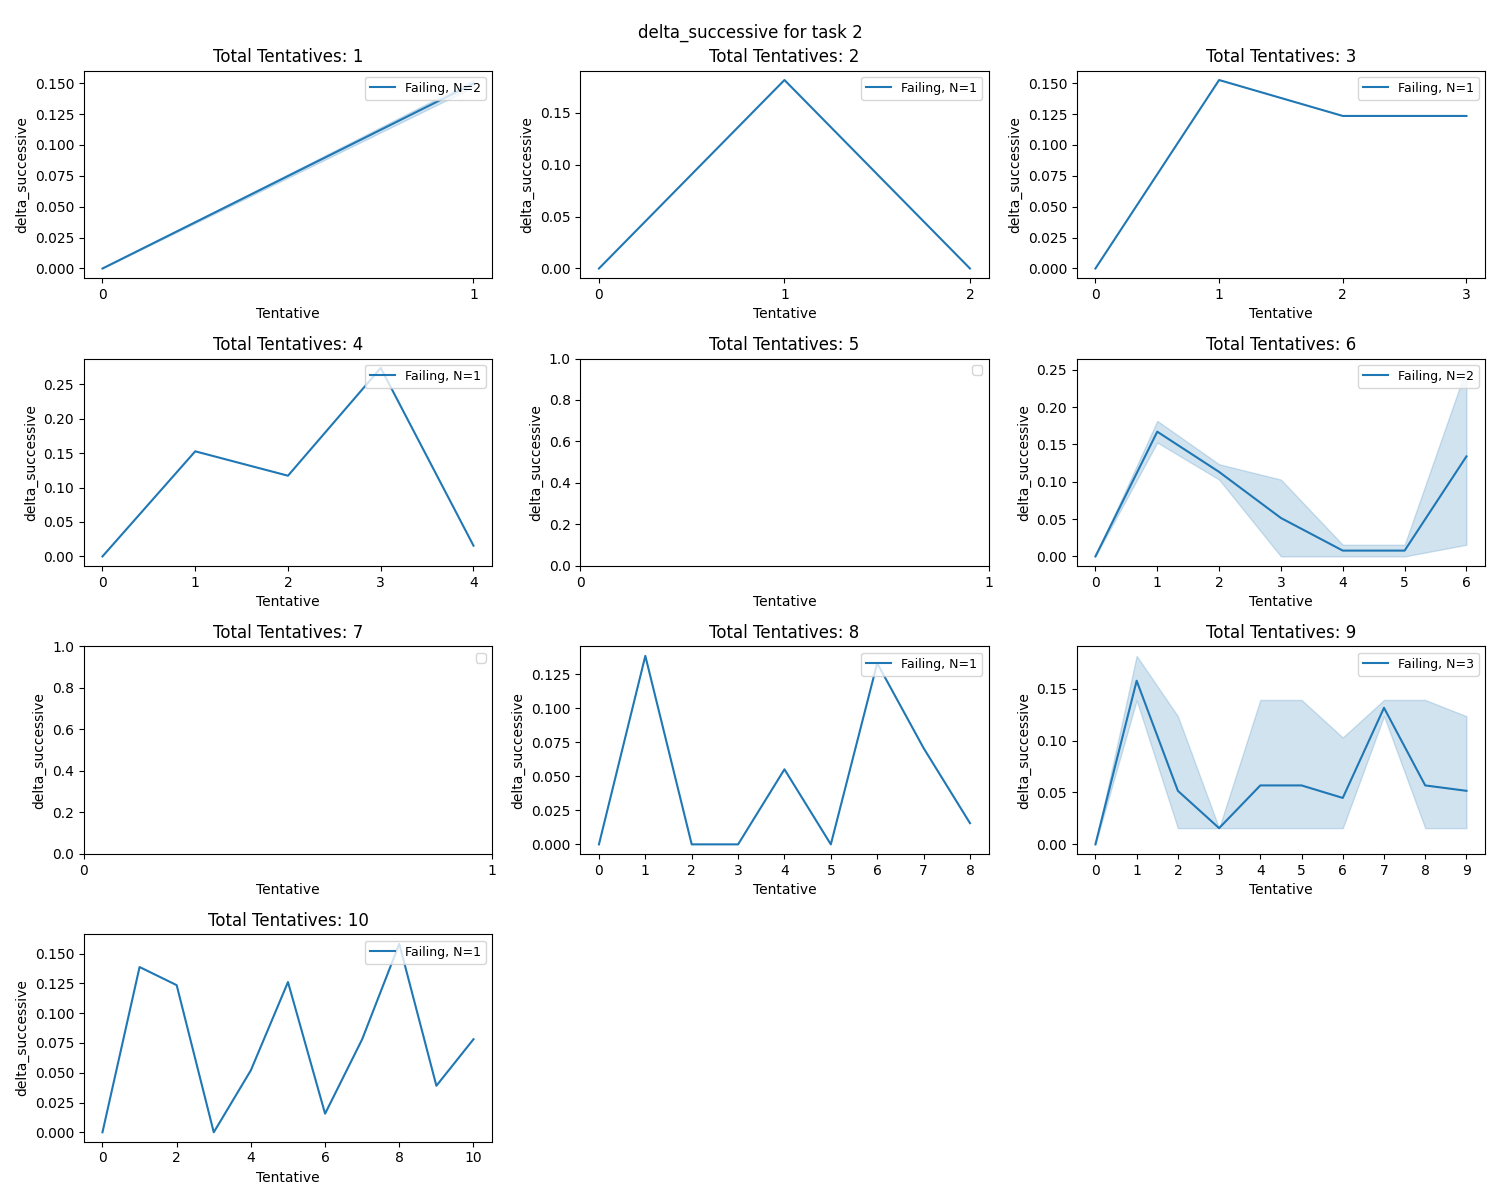 delta_successive for task 2
Total Tentatives: 1
Failing, N=2
0.150
0.125
0.100
0.075
0.050
0.025
0.000
delta_successive
0 1
Tentative
Total Tentatives: 2
Failing, N=1
0.15
0.10
0.05
0.00
delta_successive
0 1 2
Tentative
Total Tentatives: 3
Failing, N=1
0.150
0.125
0.100
0.075
0.050
0.025
0.000
delta_successive
0 1 2 3
Tentative
Total Tentatives: 4
Failing, N=1
0.25
0.20
0.15
0.10
0.05
0.00
delta_successive
0 1 2 3 4
Tentative
Total Tentatives: 5
1.0
0.8
0.6
0.4
0.2
0.0
delta_successive
0 1
Tentative
Total Tentatives: 6
Failing, N=2
0.25
0.20
0.15
0.10
0.05
0.00
delta_successive
0 1 2 3 4 5 6
Tentative
Total Tentatives: 7
1.0
0.8
0.6
0.4
0.2
0.0
delta_successive
0 1
Tentative
Total Tentatives: 8
Failing, N=1
0.125
0.100
0.075
0.050
0.025
0.000
delta_successive
0 1 2 3 4 5 6 7 8
Tentative
Total Tentatives: 9
Failing, N=3
0.15
0.10
0.05
0.00
delta_successive
0 1 2 3 4 5 6 7 8 9
Tentative
Total Tentatives: 10
Failing, N=1
0.150
0.125
0.100
0.075
0.050
0.025
0.000
delta_successive
0 2 4 6 8 10
Tentative